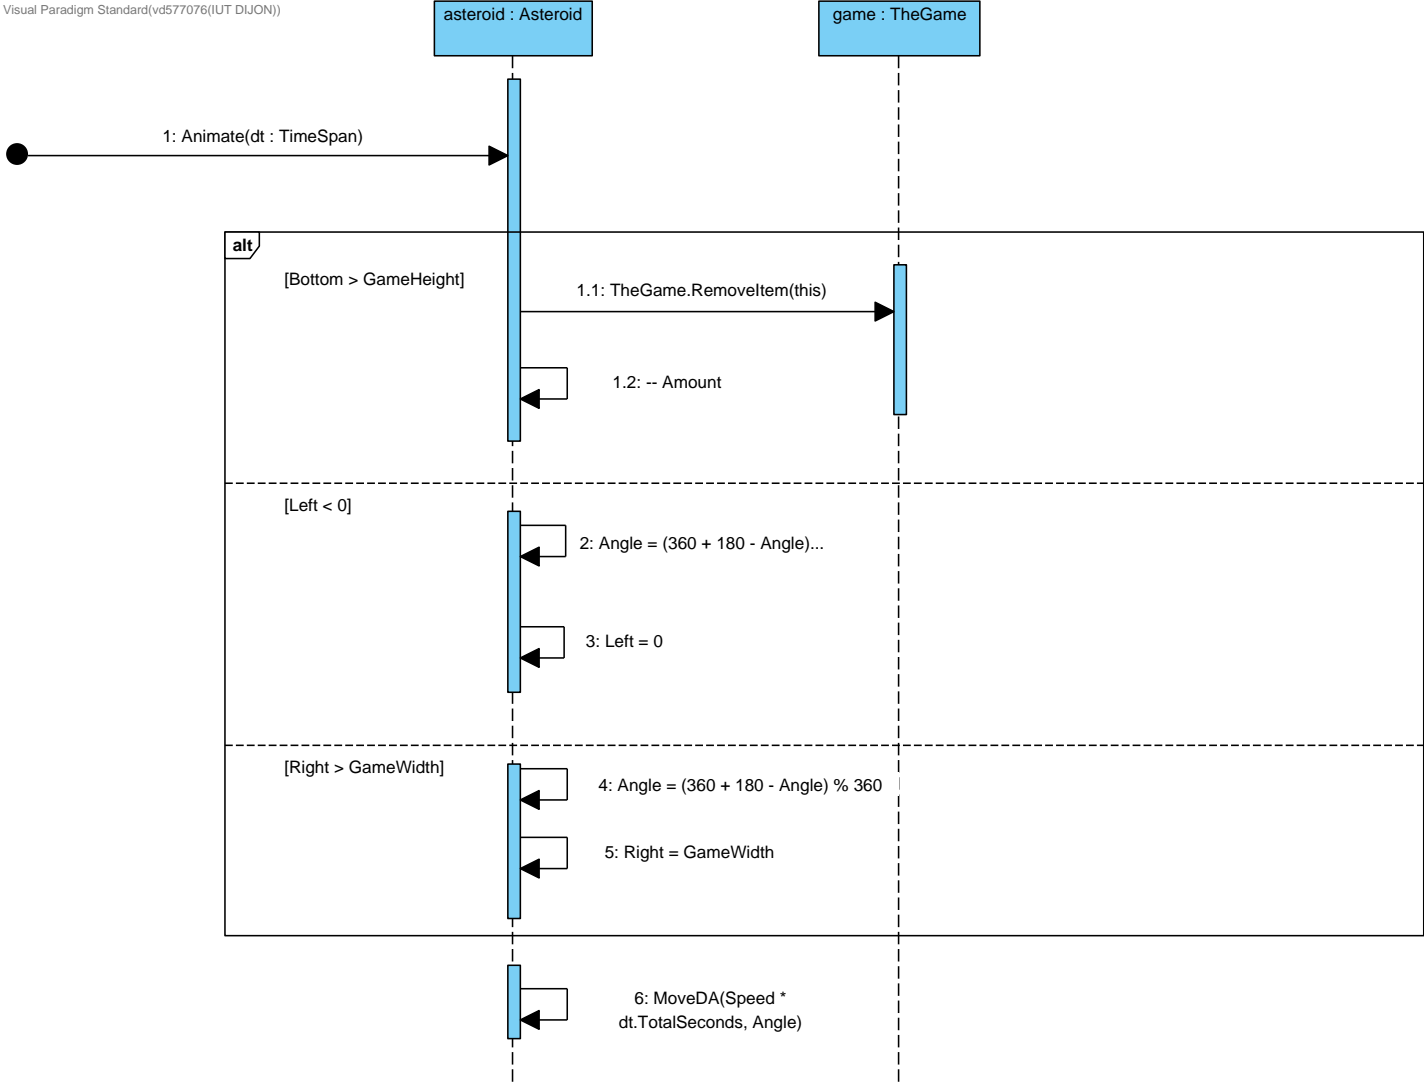 Visual Paradigm Standard(vd577076(IUT DIJON))
asteroid : Asteroid
game : TheGame
1: Animate(dt : TimeSpan)
alt
[Bottom > GameHeight]
1.1: TheGame.RemoveItem(this)
1.2: -- Amount
[Left < 0]
2: Angle = (360 + 180 - Angle)...
3: Left = 0
[Right > GameWidth]
4: Angle = (360 + 180 - Angle) % 360
5: Right = GameWidth
6: MoveDA(Speed *
dt.TotalSeconds, Angle)